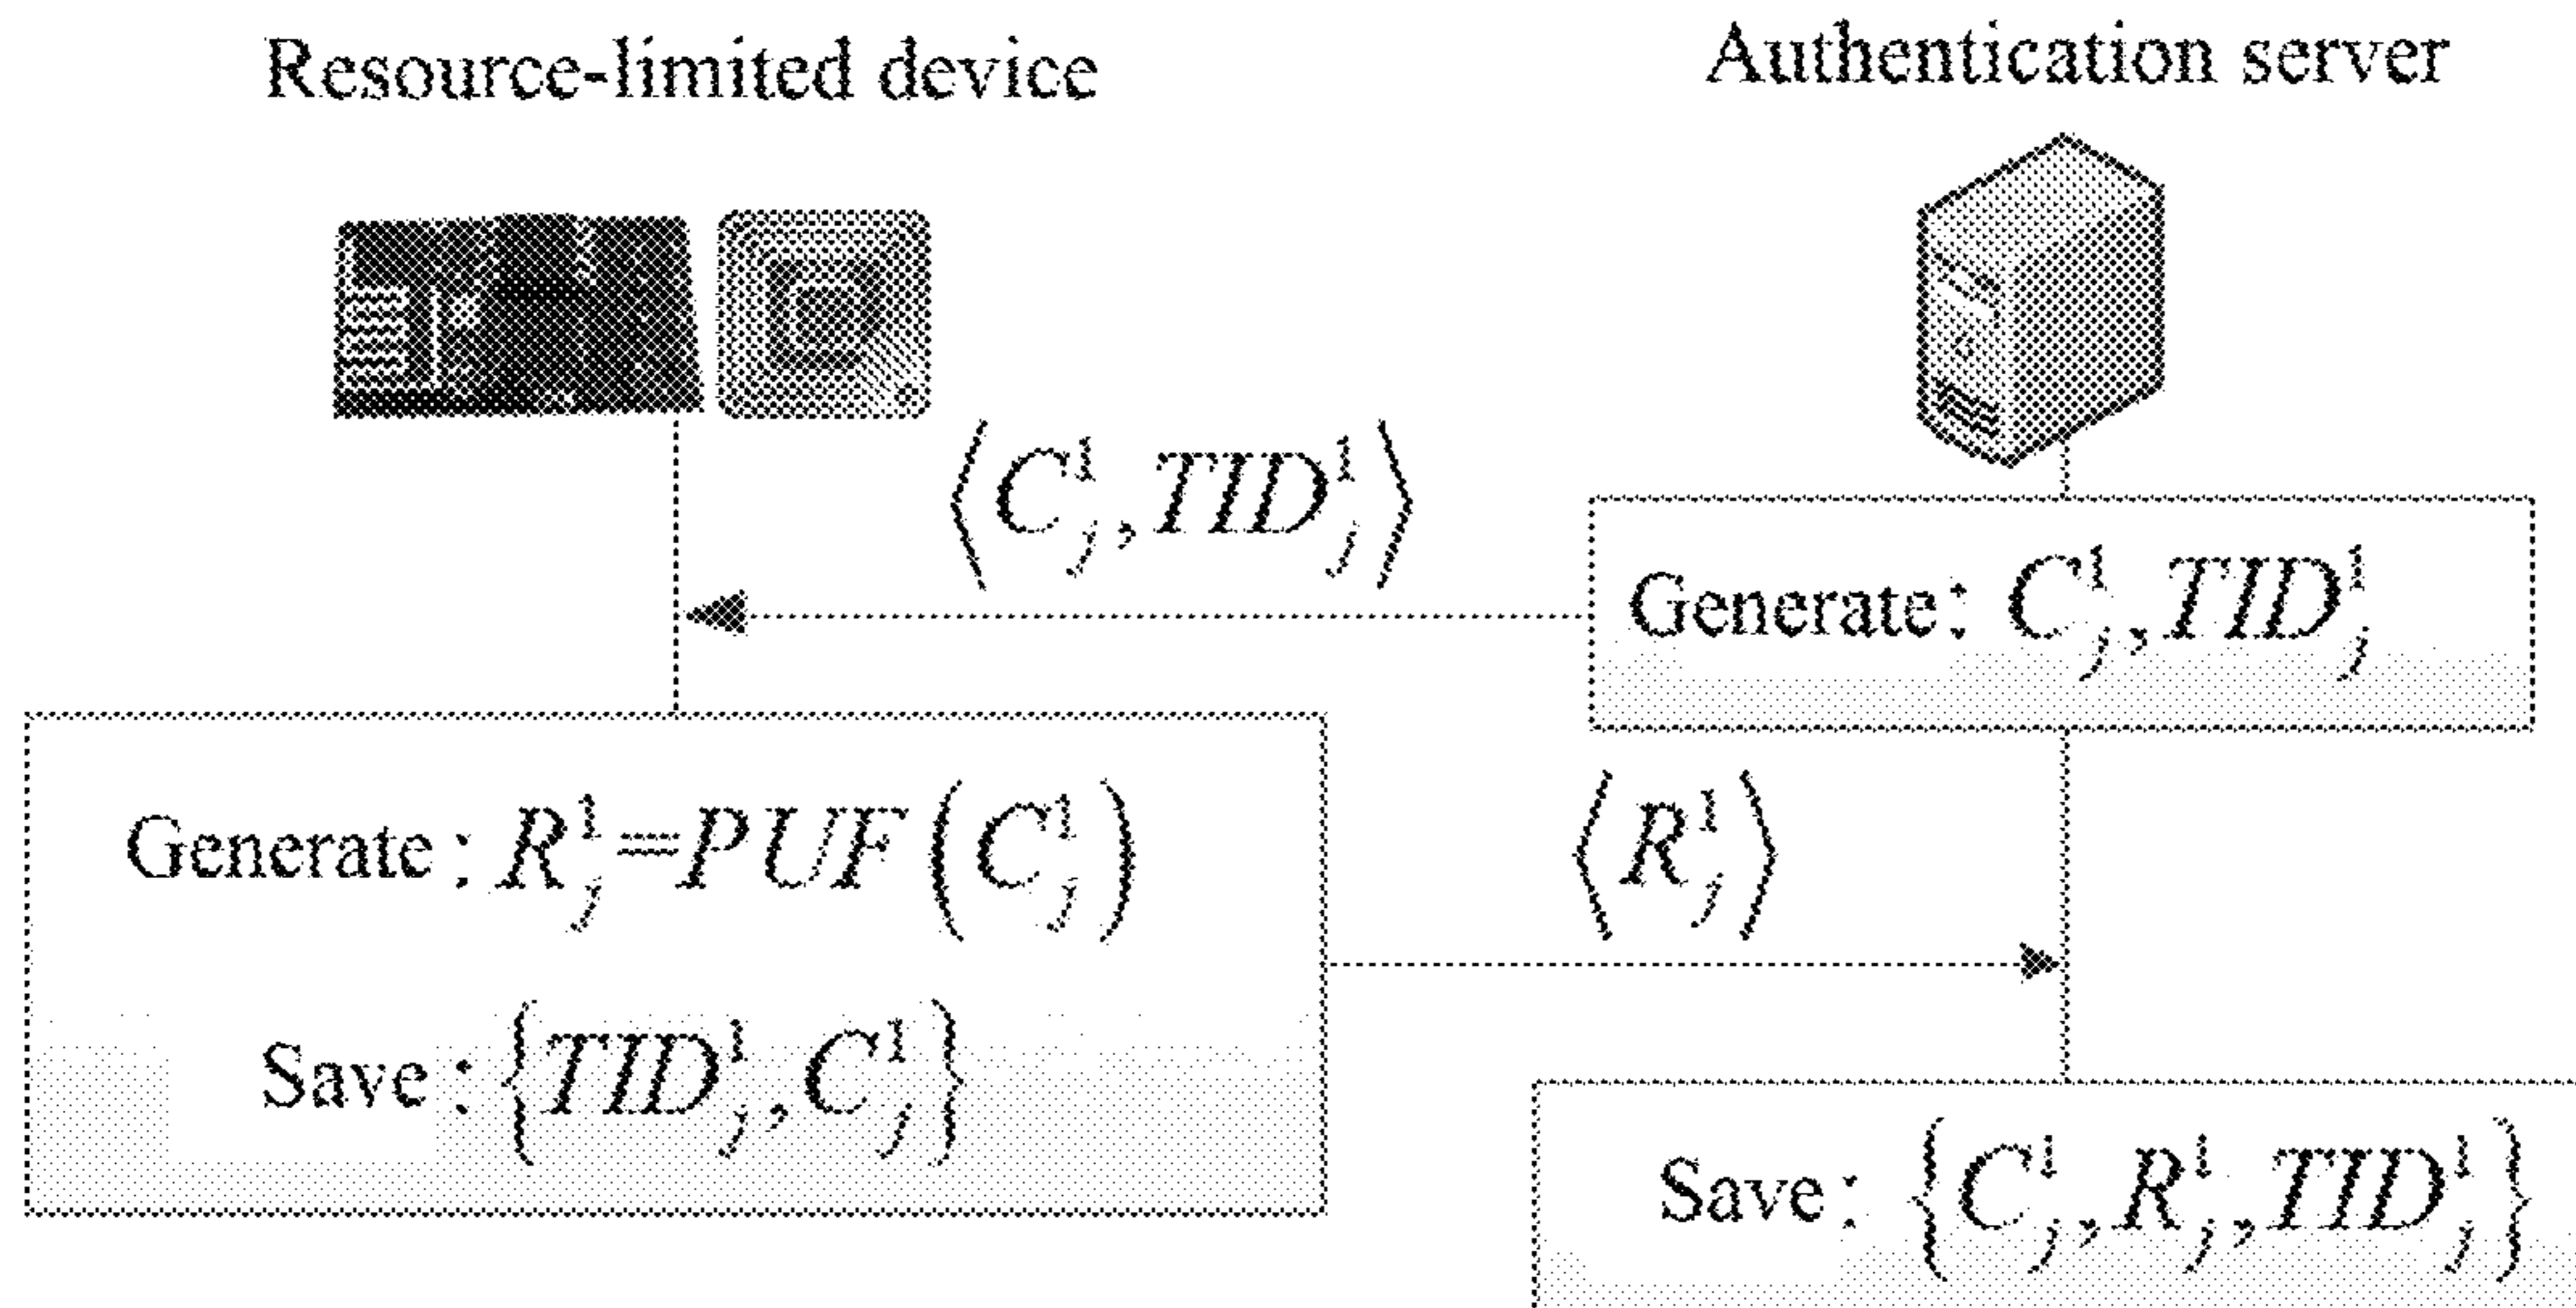 Resource-limited device
Authentication server
⟨C_j^1, TID_j^1⟩
Generate: C_j^1, TID_j^1
Generate: R_j^1=PUF(C_j^1)
⟨R_j^1⟩
Save: {TID_j^1, C_j^1}
Save: {C_j^1, R_j^1, TID_j^1}